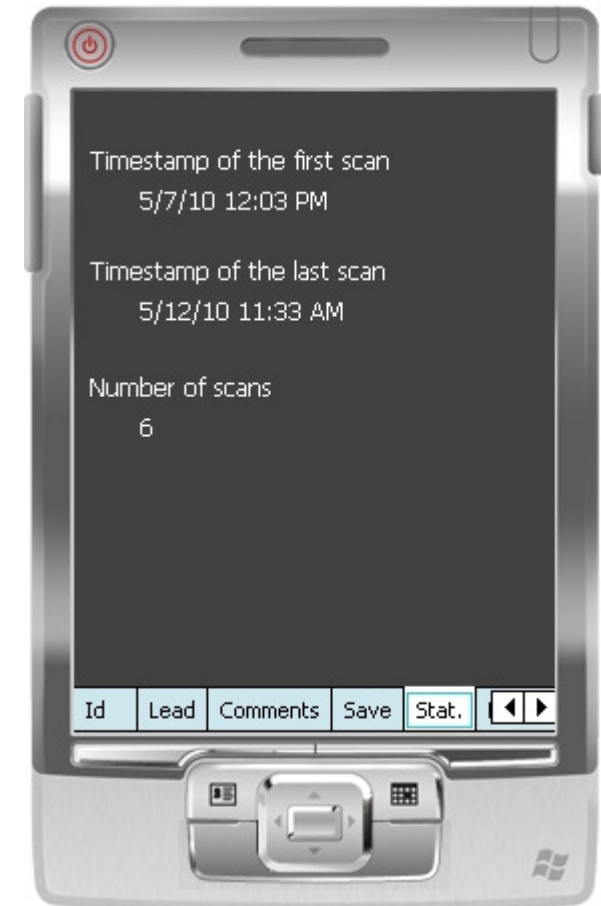 Timestamp of the first scan
5/7/10 12:03 PM
Timestamp of the last scan
5/12/10 11:33 AM
Number of scans
6
Id Lead Comments Save Stat.